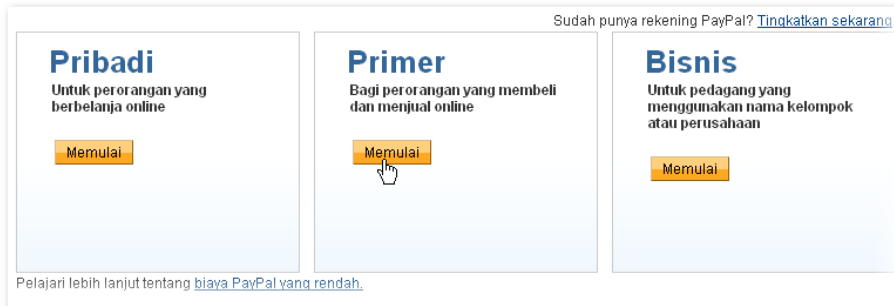 Sudah punya rekening PayPal? Tingkatkan sekarang
Pribadi
Untuk perorangan yang
berbelanja online
Memulai
Primer
Bagi perorangan yang membeli
dan menjual online
Memulai
Bisnis
Untuk pedagang yang
menggunakan nama kelompok
atau perusahaan
Memulai
Pelajari lebih lanjut tentang biaya PayPal yang rendah.